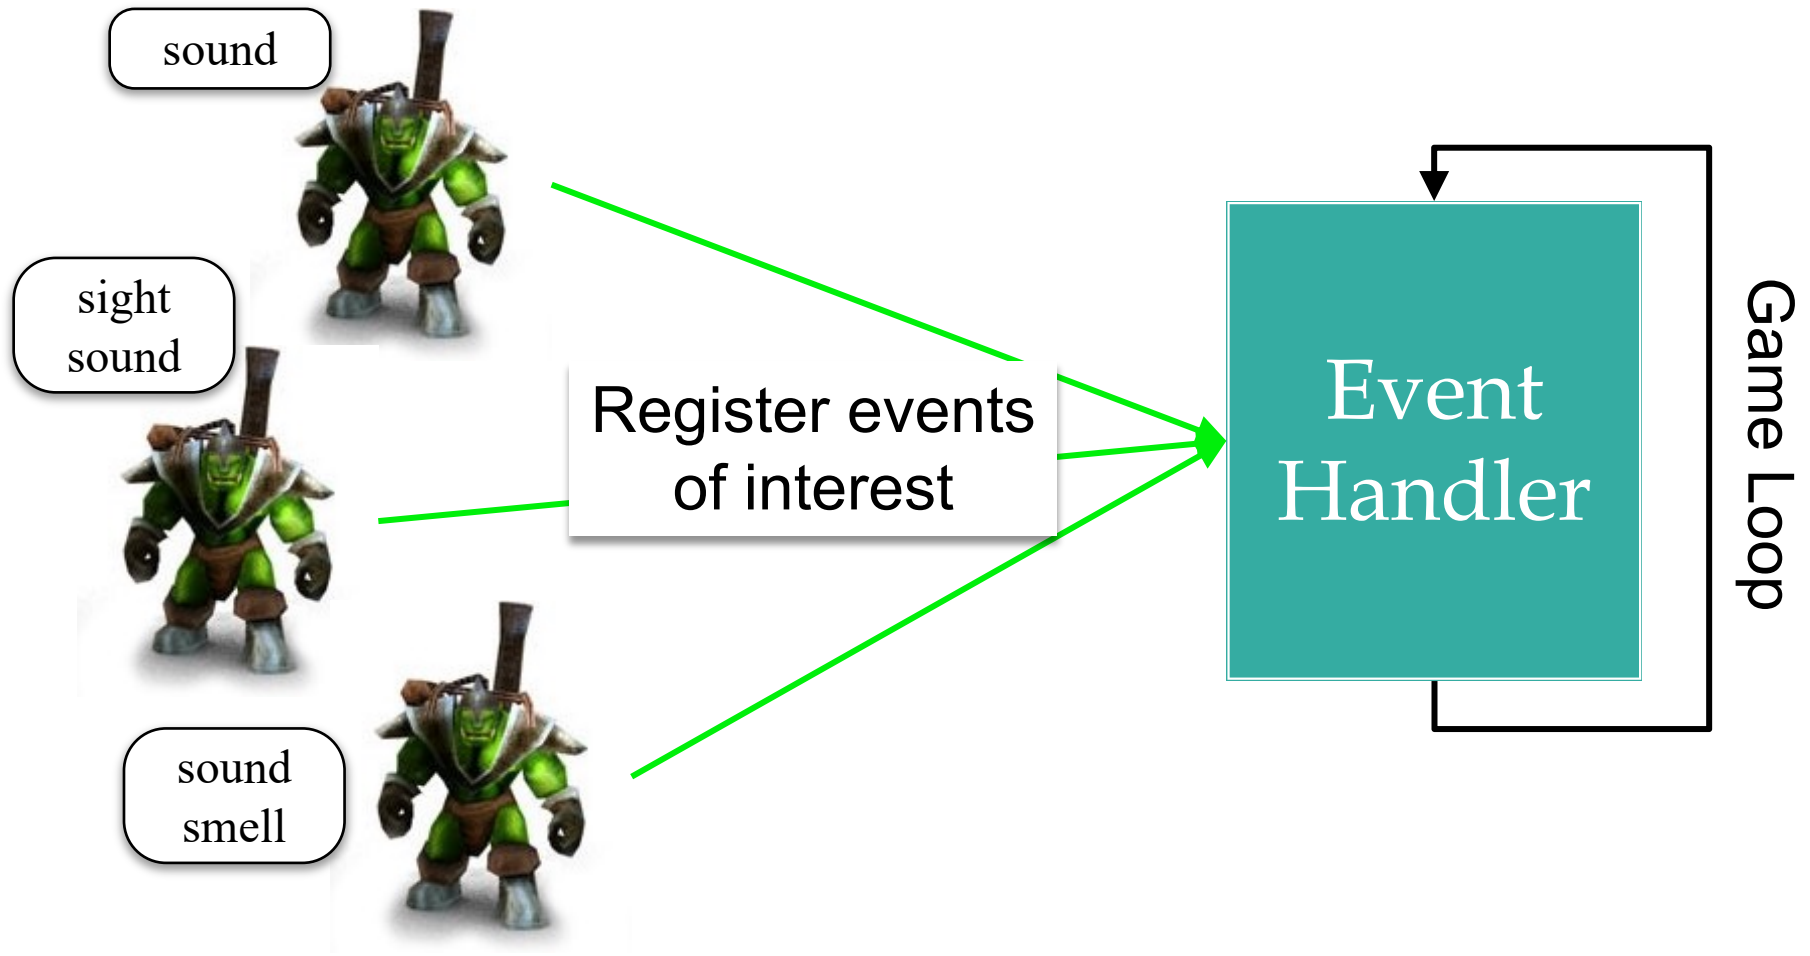 sound
sight
sound
sound
smell
Register events
of interest
Event
Handler
Game Loop